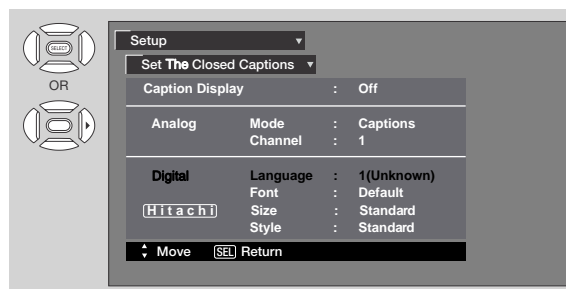 SELECT
OR
Setup
Set The Closed Captions
Caption Display : Off
Analog Mode : Captions
Channel : 1
Digital Language : 1(Unknown)
Font : Default
Hitachi Size : Standard
Style : Standard
Move SEL Return